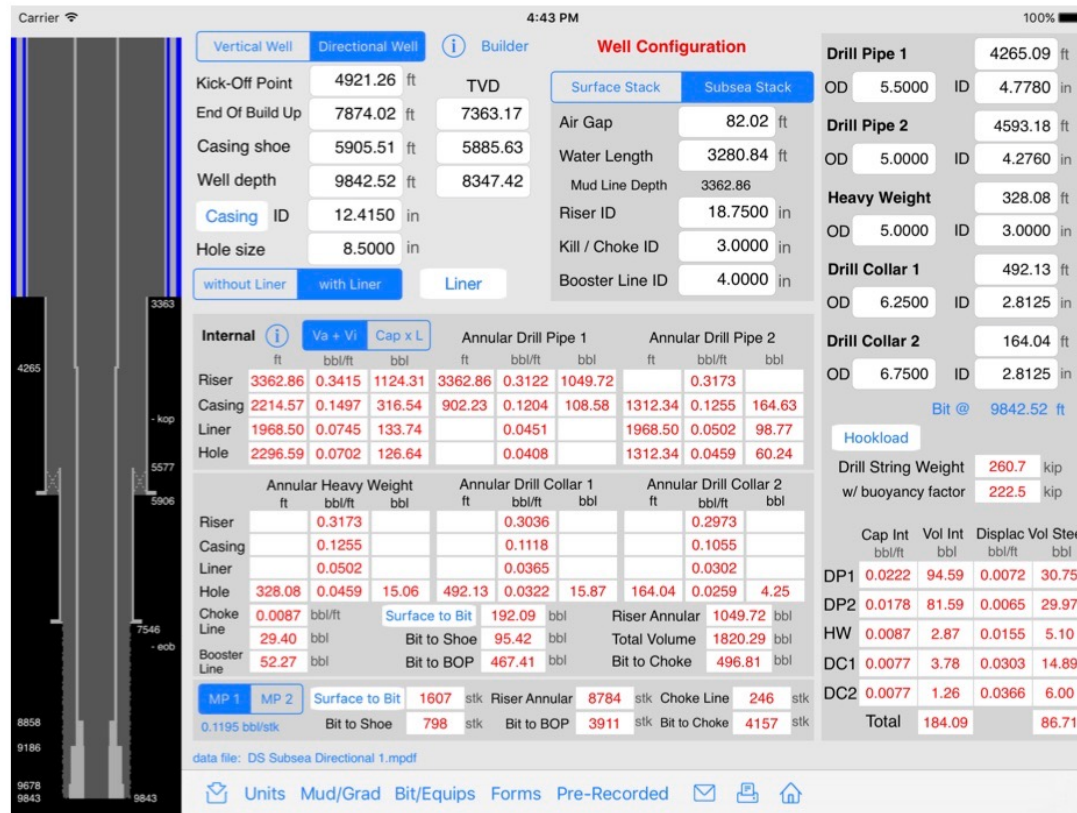 Carrier 4:43 PM 100%
Vertical Well Directional Well i Builder
Kick-Off Point 4921.26 ft TVD
End Of Build Up 7874.02 ft 7363.17
Casing shoe 5905.51 ft 5885.63
Well depth 9842.52 ft 8347.42
Casing ID 12.4150 in
Hole size 8.5000 in
without Liner with Liner Liner
Well Configuration
Surface Stack Subsea Stack
Air Gap 82.02 ft
Water Length 3280.84 ft
Mud Line Depth 3362.86
Riser ID 18.7500 in
Kill / Choke ID 3.0000 in
Booster Line ID 4.0000 in
Drill Pipe 1 4265.09 ft
OD 5.5000 ID 4.7780 in
Drill Pipe 2 4593.18 ft
OD 5.0000 ID 4.2760 in
Heavy Weight 328.08 ft
OD 5.0000 ID 3.0000 in
Drill Collar 1 492.13 ft
OD 6.2500 ID 2.8125 in
Drill Collar 2 164.04 ft
OD 6.7500 ID 2.8125 in
Bit @ 9842.52 ft
Hookload
Drill String Weight 260.7 kip
w/ buoyancy factor 222.5 kip
Cap Int Vol Int Displac Vol Stee
bbl/ft bbl bbl/ft bbl
DP1 0.0222 94.59 0.0072 30.75
DP2 0.0178 81.59 0.0065 29.97
HW 0.0087 2.87 0.0155 5.10
DC1 0.0077 3.78 0.0303 14.89
DC2 0.0077 1.26 0.0366 6.00
Total 184.09 86.71
Internal i Va + Vi Cap x L Annular Drill Pipe 1 Annular Drill Pipe 2
ft bbl/ft bbl ft bbl/ft bbl ft bbl/ft bbl
Riser 3362.86 0.3415 1124.31 3362.86 0.3122 1049.72 0.3173
Casing 2214.57 0.1497 316.54 902.23 0.1204 108.58 1312.34 0.1255 164.63
Liner 1968.50 0.0745 133.74 0.0451 1968.50 0.0502 98.77
Hole 2296.59 0.0702 126.64 0.0408 1312.34 0.0459 60.24
Annular Heavy Weight Annular Drill Collar 1 Annular Drill Collar 2
ft bbl/ft bbl ft bbl/ft bbl ft bbl/ft bbl
Riser 0.3173 0.3036 0.2973
Casing 0.1255 0.1118 0.1055
Liner 0.0502 0.0365 0.0302
Hole 328.08 0.0459 15.06 492.13 0.0322 15.87 164.04 0.0259 4.25
Choke Line 0.0087 bbl/ft Surface to Bit 192.09 bbl Riser Annular 1049.72 bbl
29.40 bbl Bit to Shoe 95.42 bbl Total Volume 1820.29 bbl
Booster Line 52.27 bbl Bit to BOP 467.41 bbl Bit to Choke 496.81 bbl
MP 1 MP 2 Surface to Bit 1607 stk Riser Annular 8784 stk Choke Line 246 stk
0.1195 bbl/stk Bit to Shoe 798 stk Bit to BOP 3911 stk Bit to Choke 4157 stk
data file: DS Subsea Directional 1.mpdf
Units Mud/Grad Bit/Equips Forms Pre-Recorded
3363
4265
- kop
5577
5906
7546
- eob
8858
9186
9678
9843 9843